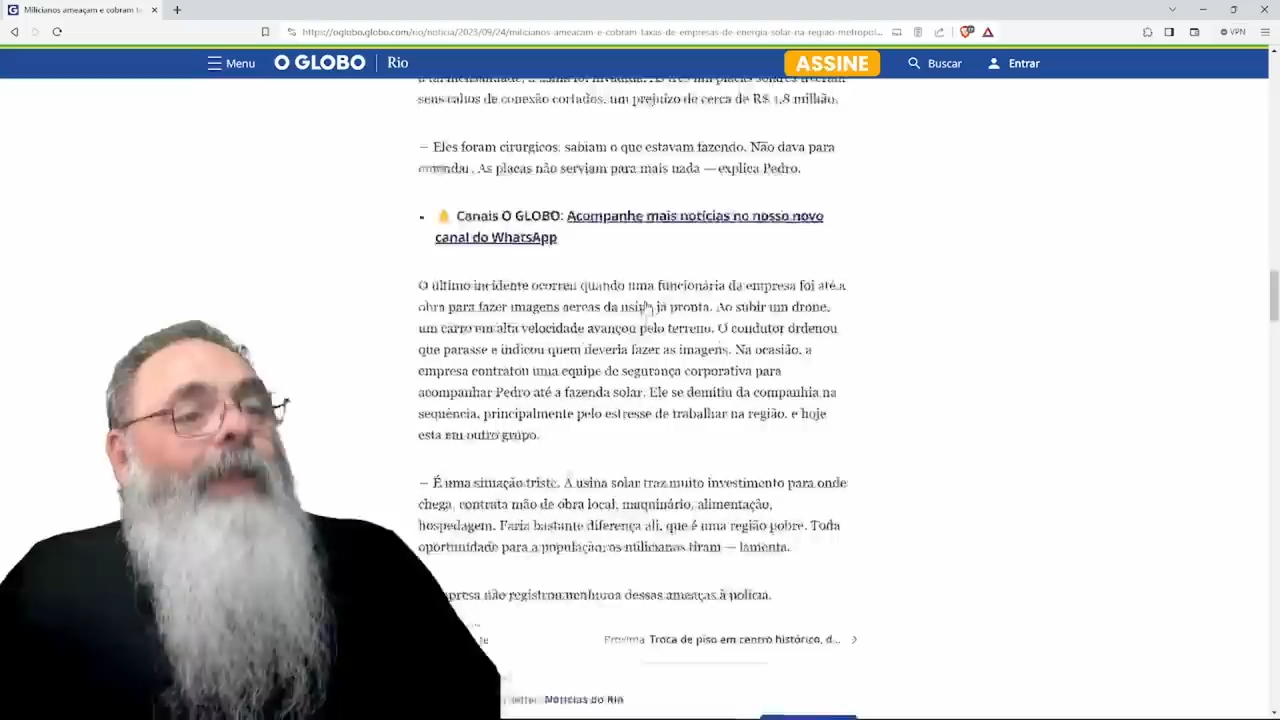 Milicianos ameaçam e cobram ta
https://oglobo.globo.com/rio/noticia/2023/09/24/milicianos-ameacam-e-cobram-taxas-de-empresas-de-energia-solar-na-regiao-metropol...
VPN
Menu O GLOBO Rio ASSINE Buscar Entrar
de conexão cortados, um prejuízo de cerca de R$ 1,8 milhão.
— Eles foram cirúrgicos, sabiam o que estavam fazendo. Não dava para
As placas não serviam para mais nada — explica Pedro.
Canais O GLOBO: Acompanhe mais notícias no nosso novo
canal do WhatsApp
O último incidente ocorreu quando uma funcionária da empresa foi até a
obra para fazer imagens aéreas da usina já pronta. Ao subir um drone,
um carro em alta velocidade avançou pelo terreno. O condutor ordenou
que parasse e indicou quem deveria fazer as imagens. Na ocasião, a
empresa contratou uma equipe de segurança corporativa para
acompanhar Pedro até a fazenda solar. Ele se demitiu da companhia na
sequência, principalmente pelo estresse de trabalhar na região, e hoje
está em outro grupo.
— É uma situação triste. A usina solar traz muito investimento para onde
chega, contrata mão de obra local, maquinário, alimentação,
hospedagem. Faria bastante diferença ali, que é uma região pobre. Toda
oportunidade para a população, os milicianos tiram — lamenta.
não registrou nenhuma dessas ameaças à polícia.
Próxima Troca de piso em centro histórico, d...
Notícias do Rio